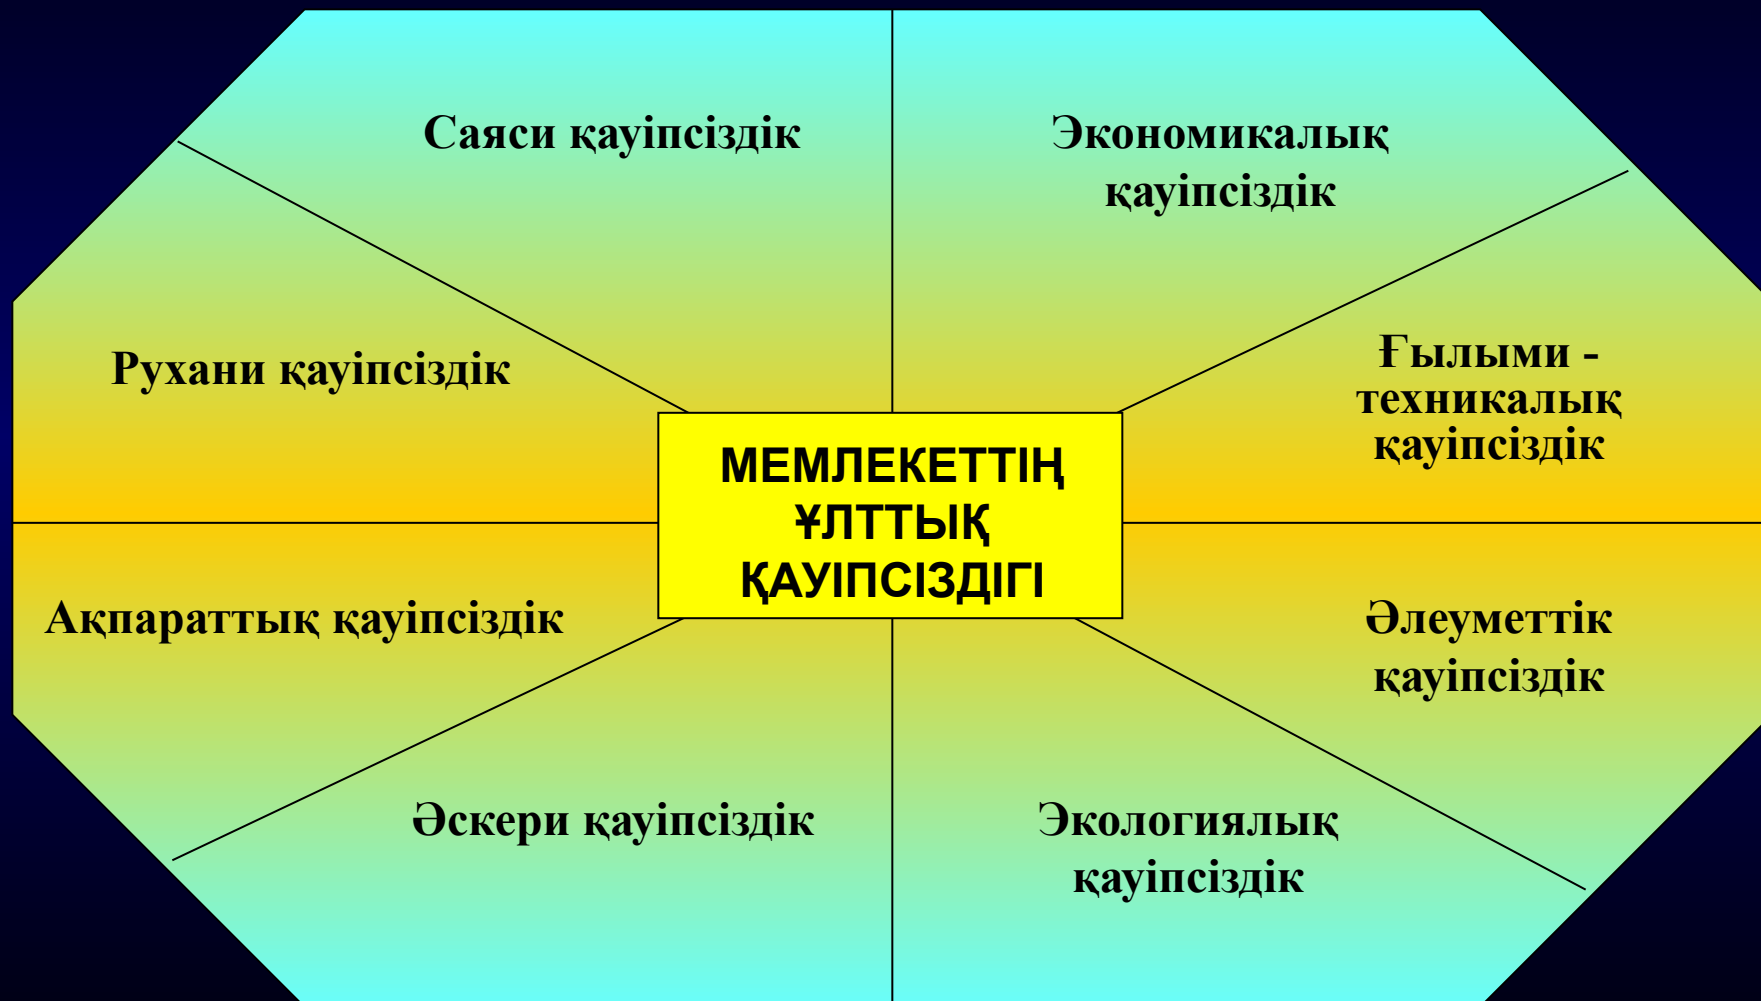 Саяси қауіпсіздік
Экономикалық
қауіпсіздік
Рухани қауіпсіздік
Ғылыми -
техникалық
қауіпсіздік
МЕМЛЕКЕТТІҢ
ҰЛТТЫҚ
ҚАУІПСІЗДІГІ
Ақпараттық қауіпсіздік
Әлеуметтік
қауіпсіздік
Әскери қауіпсіздік
Экологиялық
қауіпсіздік